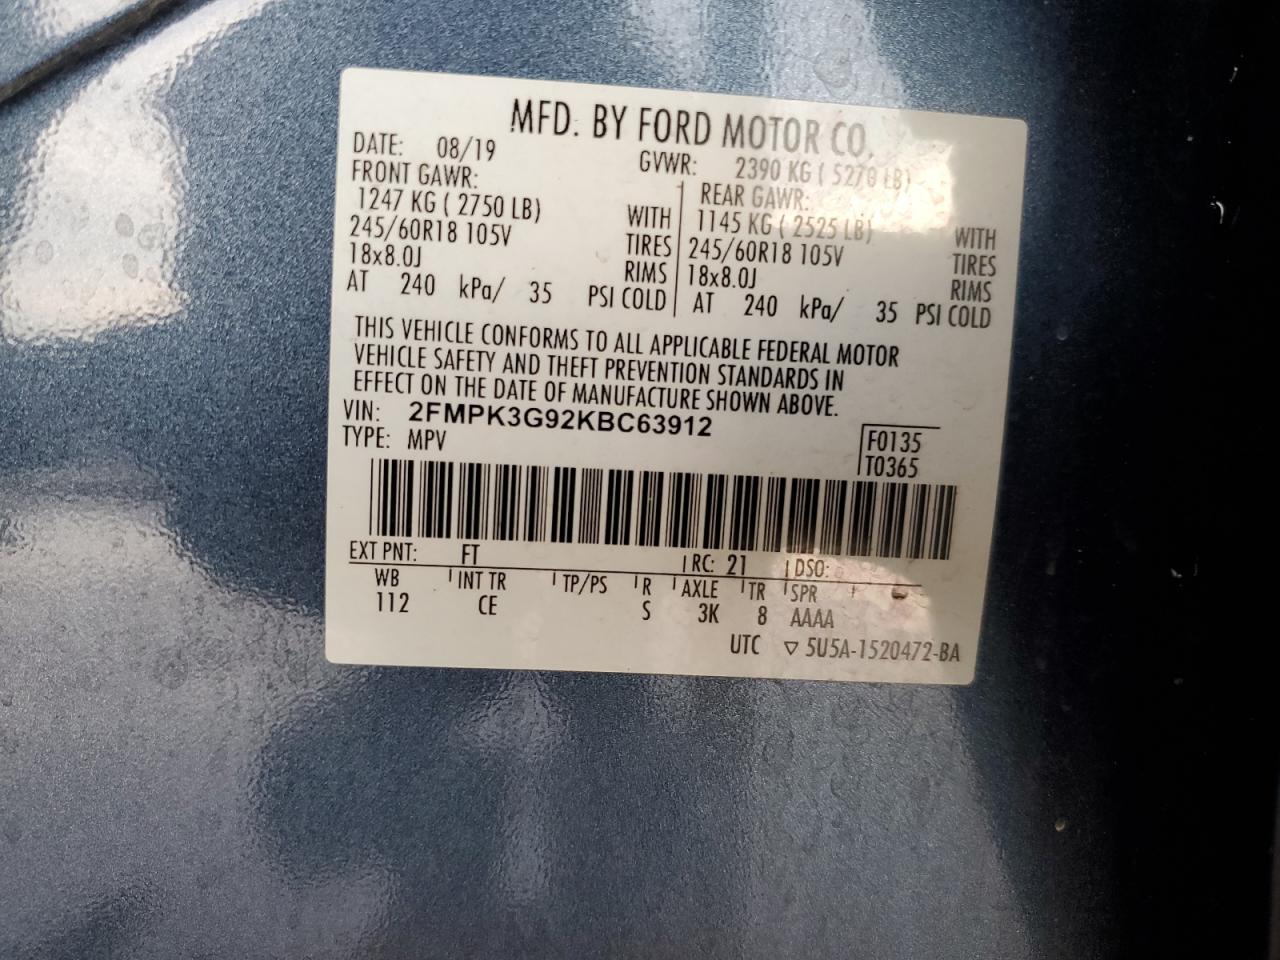 MFD. BY FORD MOTOR CO.
DATE: 08/19 GVWR: 2390 KG ( 5270 LB)
FRONT GAWR: REAR GAWR:
1247 KG ( 2750 LB) WITH 1145 KG ( 2525 LB) WITH
245/60R18 105V TIRES 245/60R18 105V TIRES
18x8.0J RIMS 18x8.0J RIMS
AT 240 kPa/ 35 PSI COLD AT 240 kPa/ 35 PSI COLD
THIS VEHICLE CONFORMS TO ALL APPLICABLE FEDERAL MOTOR
VEHICLE SAFETY AND THEFT PREVENTION STANDARDS IN
EFFECT ON THE DATE OF MANUFACTURE SHOWN ABOVE.
VIN: 2FMPK3G92KBC63912
TYPE: MPV F0135
T0365
EXT PNT: FT RC: 21 DSO:
WB INT TR TP/PS R AXLE TR SPR
112 CE S 3K 8 AAAA
UTC ▽ 5U5A-1520472-BA